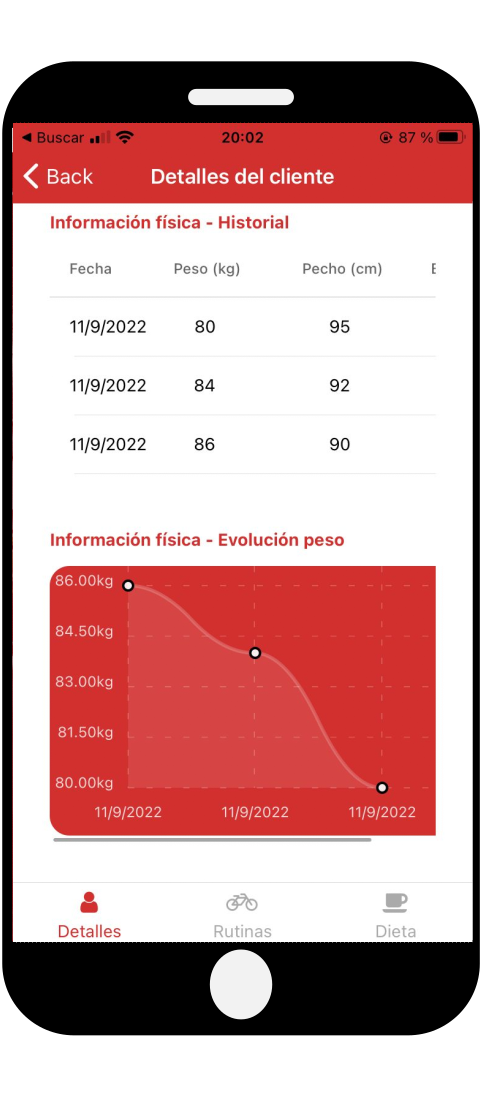 ◀ Buscar 20:02 87 %
Back Detalles del cliente
Información física - Historial
Fecha Peso (kg) Pecho (cm)
11/9/2022 80 95
11/9/2022 84 92
11/9/2022 86 90
Información física - Evolución peso
86.00kg
84.50kg
83.00kg
81.50kg
80.00kg
11/9/2022 11/9/2022 11/9/2022
Detalles Rutinas Dieta